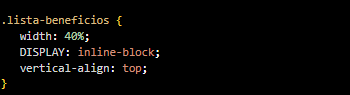 .lista-beneficios {
width: 40%;
DISPLAY: inline-block;
vertical-align: top;
}